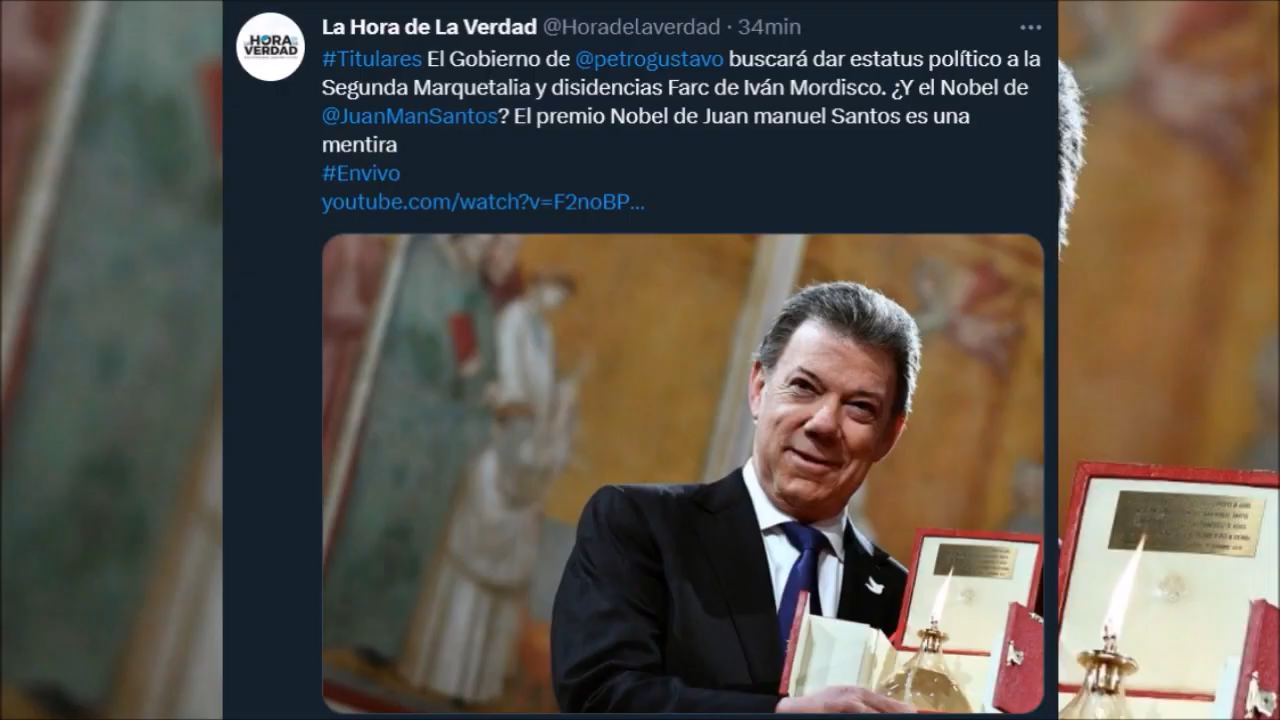 La Hora de La Verdad @Horadelaverdad · 34min
#Titulares El Gobierno de @petrogustavo buscará dar estatus político a la
Segunda Marquetalia y disidencias Farc de Iván Mordisco. ¿Y el Nobel de
@JuanManSantos? El premio Nobel de Juan manuel Santos es una
mentira
#Envivo
youtube.com/watch?v=F2noBP...
HORA
VERDAD